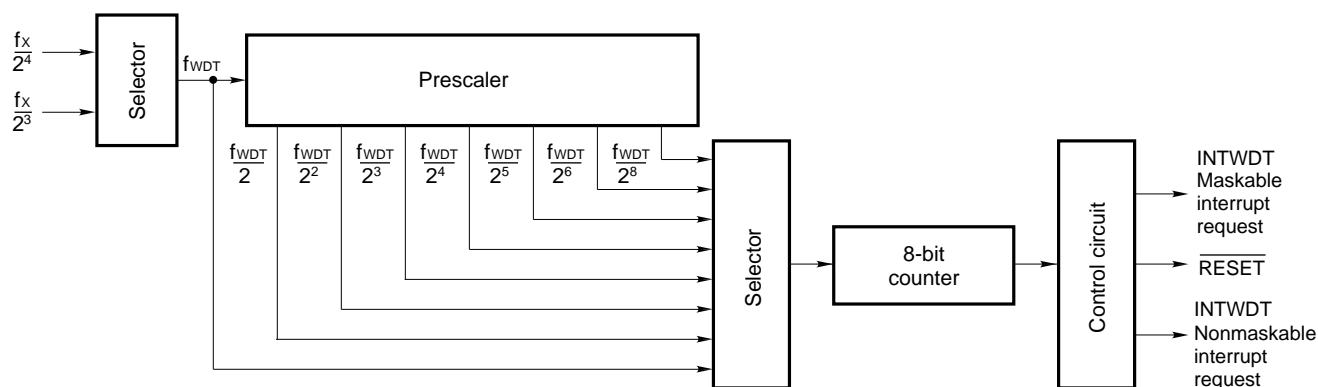 fX
2⁴
fX
2³
Selector
fWDT
Prescaler
fWDT
2
fWDT
2²
fWDT
2³
fWDT
2⁴
fWDT
2⁵
fWDT
2⁶
fWDT
2⁸
Selector
8-bit
counter
Control circuit
INTWDT
Maskable
interrupt
request
RESET
INTWDT
Nonmaskable
interrupt
request